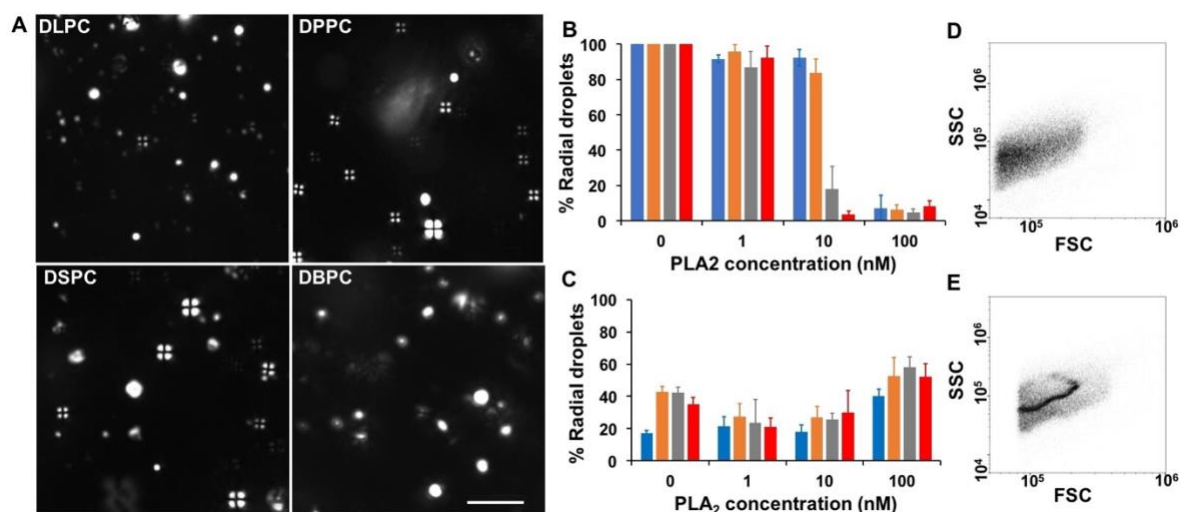 A
DLPC
DPPC
DSPC
DBPC
B
100
80
60
40
20
0
% Radial droplets
0 1 10 100
PLA2 concentration (nM)
C
100
80
60
40
20
0
% Radial droplets
0 1 10 100
PLA₂ concentration (nM)
D
SSC
10⁶
10⁵
10⁴
10⁵ 10⁶
FSC
E
SSC
10⁶
10⁵
10⁴
10⁵ 10⁶
FSC